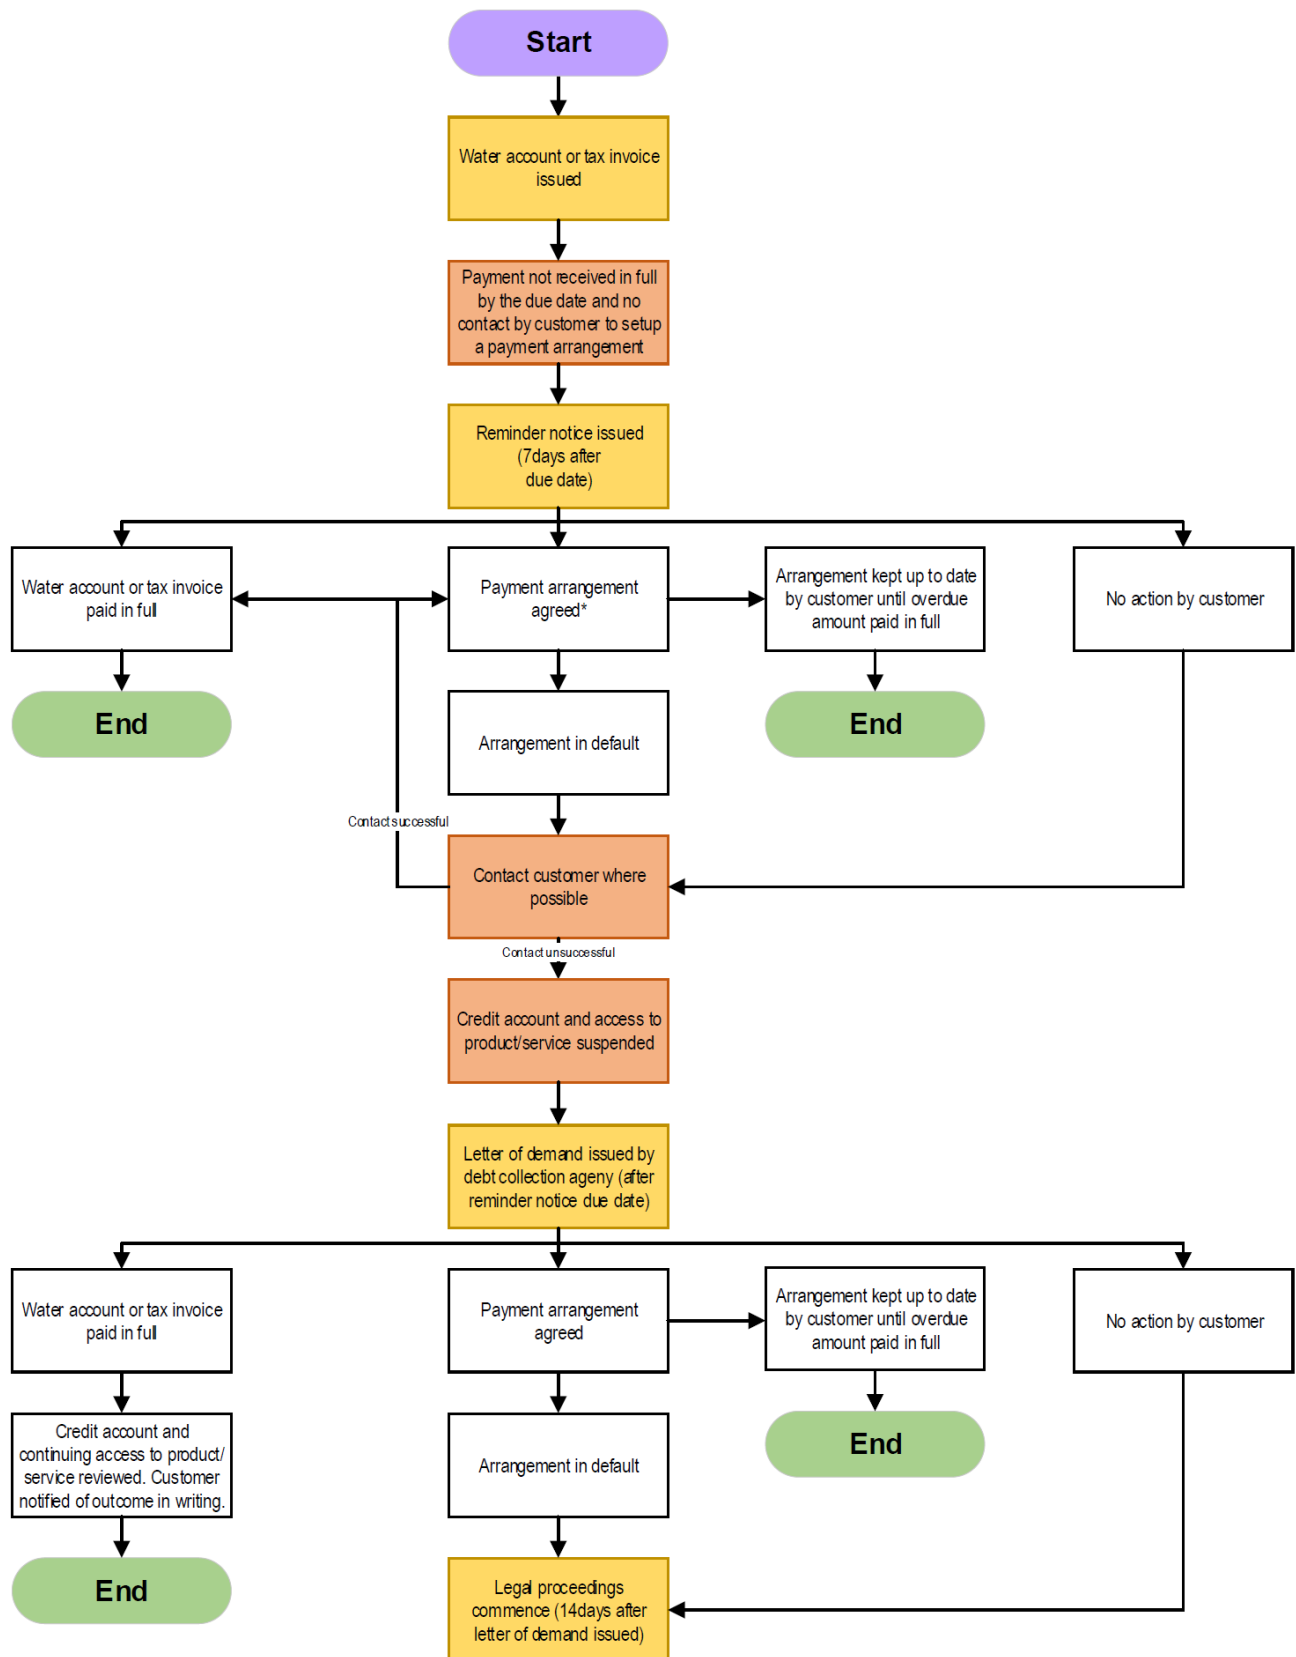 Start
Water account or tax invoice
issued
Payment not received in full
by the due date and no
contact by customer to setup
a payment arrangement
Reminder notice issued
(7days after
due date)
Water account or tax invoice
paid in full
Payment arrangement
agreed*
Arrangement kept up to date
by customer until overdue
amount paid in full
No action by customer
End
Arrangement in default
End
Contact successful
Contact customer where
possible
Contact unsuccessful
Credit account and access to
product/service suspended
Letter of demand issued by
debt collection ageny (after
reminder notice due date)
Water account or tax invoice
paid in full
Payment arrangement
agreed
Arrangement kept up to date
by customer until overdue
amount paid in full
No action by customer
Credit account and
continuing access to product/
service reviewed. Customer
notified of outcome in writing.
Arrangement in default
End
End
Legal proceedings
commence (14days after
letter of demand issued)